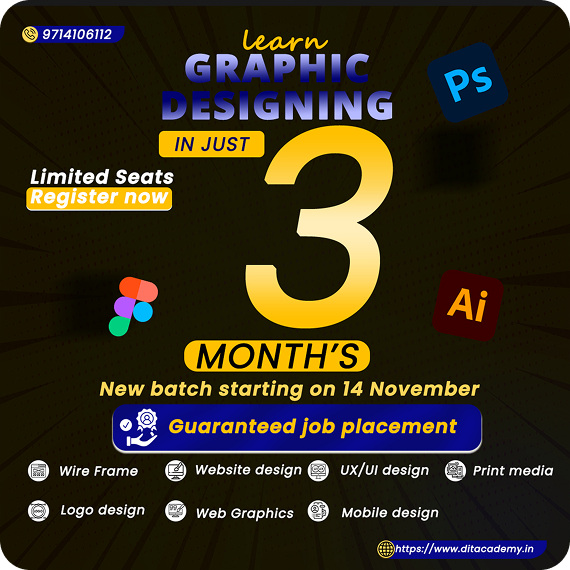 9714106112
learn
GRAPHIC
DESIGNING
IN JUST
3
Limited Seats
Register now
Ps
Ai
MONTH'S
New batch starting on 14 November
Guaranteed job placement
Wire Frame
Website design
UX/UI design
Print media
Logo design
Web Graphics
Mobile design
https://www.ditacademy.in